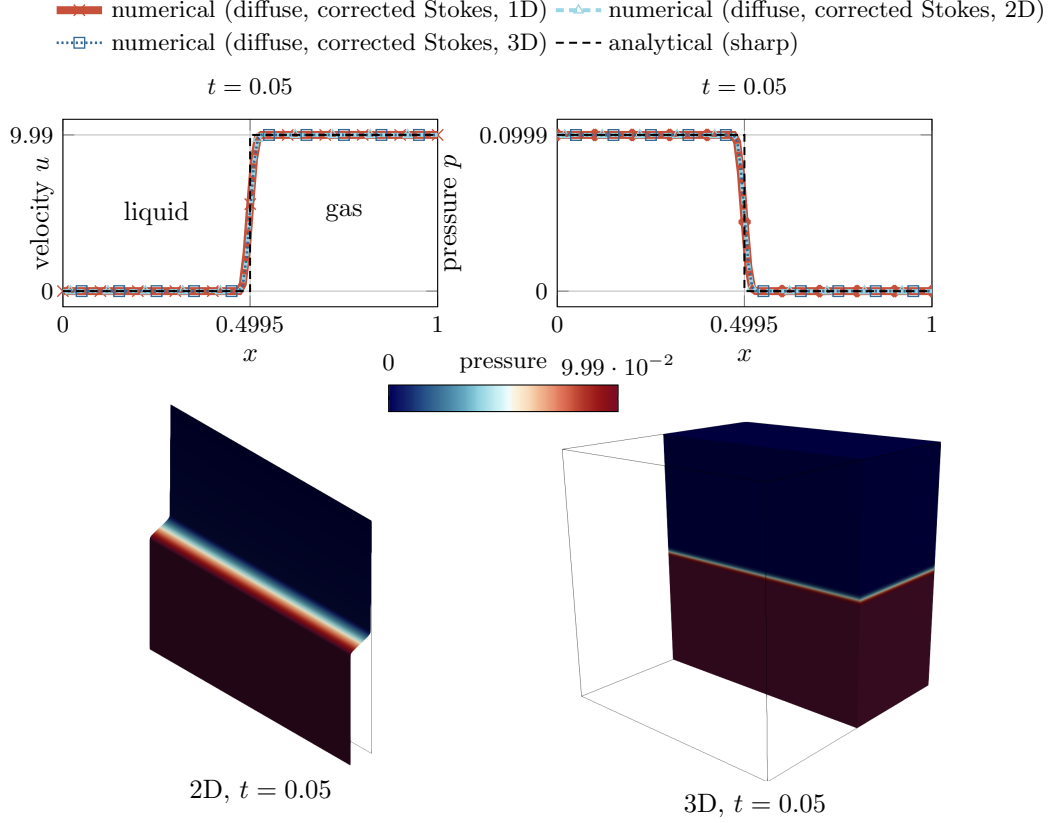 numerical (diffuse, corrected Stokes, 1D)
numerical (diffuse, corrected Stokes, 2D)
numerical (diffuse, corrected Stokes, 3D)
analytical (sharp)
t = 0.05
velocity u
9.99
0
liquid
gas
0
0.4995
1
x
t = 0.05
pressure p
0.0999
0
0
0.4995
1
x
0
pressure
9.99 · 10⁻²
2D, t = 0.05
3D, t = 0.05